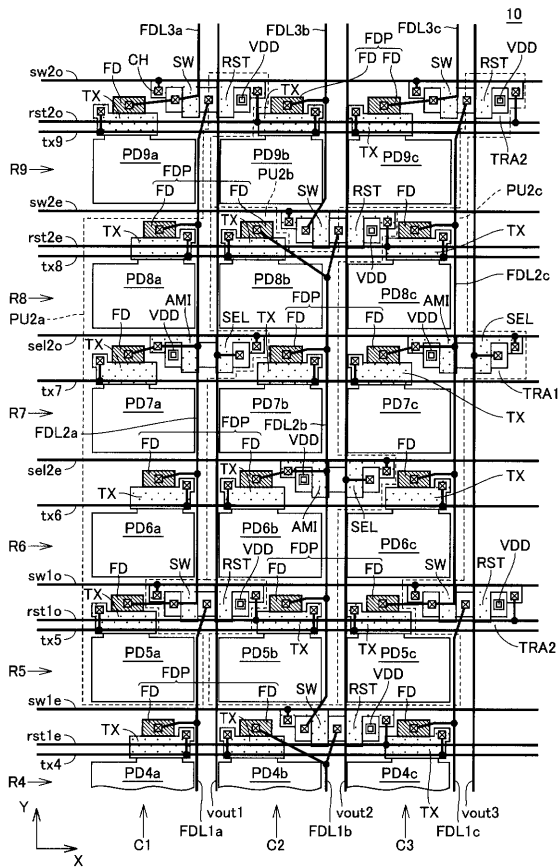 10
FDL3a FDL3b FDL3c
FDP
CH SW RST VDD FD FD SW RST VDD
sw2o
FD TX TX
rst2o
tx9 TX TRA2
R9 → PD9a PD9b PD9c
FDP
FD FD PU2b SW RST FD PU2c
sw2e
TX TX TX
rst2e
tx8 VDD
R8 → PD8a PD8b PD8c FDL2c
PU2a
FD VDD AMI SEL TX FDP FD FD AMI VDD SEL
sel2o
TX TRA1
tx7 TX
R7 → PD7a PD7b PD7c
FDL2a FDP FDL2b
FD FD VDD FD
sel2e
TX TX TX
tx6
R6 → PD6a PD6b AMI SEL PD6c
SW RST VDD FDP SW RST VDD
sw1o
FD TX FD FD
rst1o
tx5 TX TX TRA2
R5 → PD5a PD5b PD5c
FDP
FD FD SW RST VDD FD
sw1e
TX TX
rst1e
tx4 TX
R4 → PD4a PD4b PD4c
vout1 vout2 vout3
FDL1a FDL1b FDL1c
C1 C2 C3
Y
X